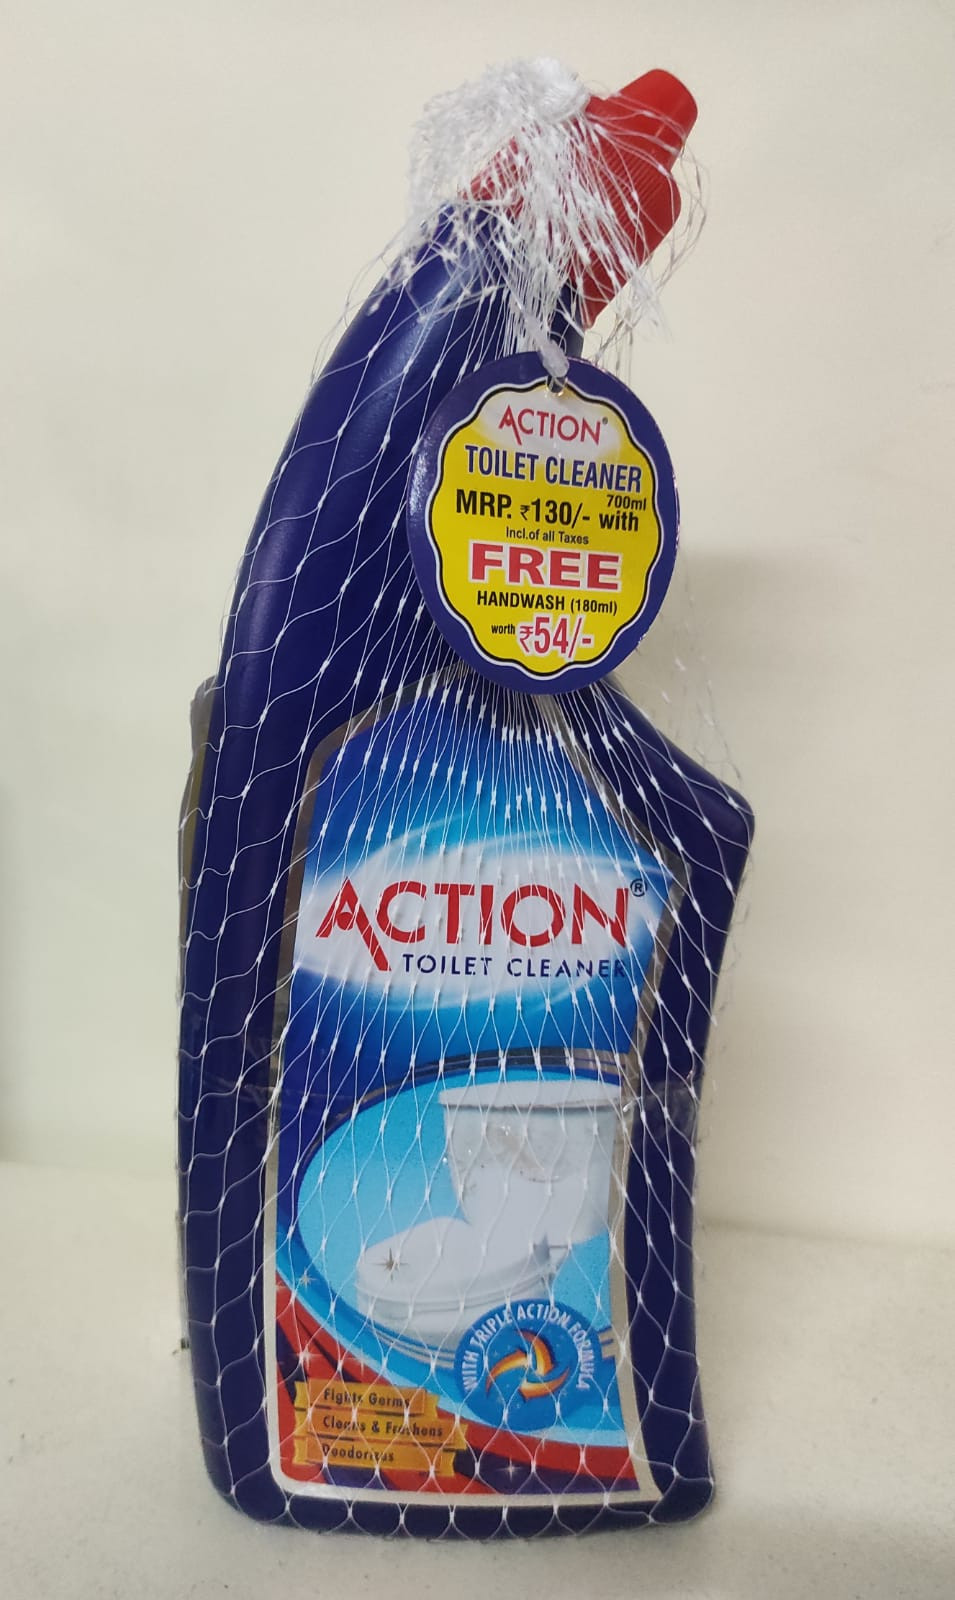 ACTION®
TOILET CLEANER
700ml
MRP. ₹130/- with
Incl.of all Taxes
FREE
HANDWASH (180ml)
worth ₹54/-
ACTION®
TOILET CLEANER
WITH TRIPLE ACTION FORMULA
Fights Germs
Cleans & Freshens
Deodorizes